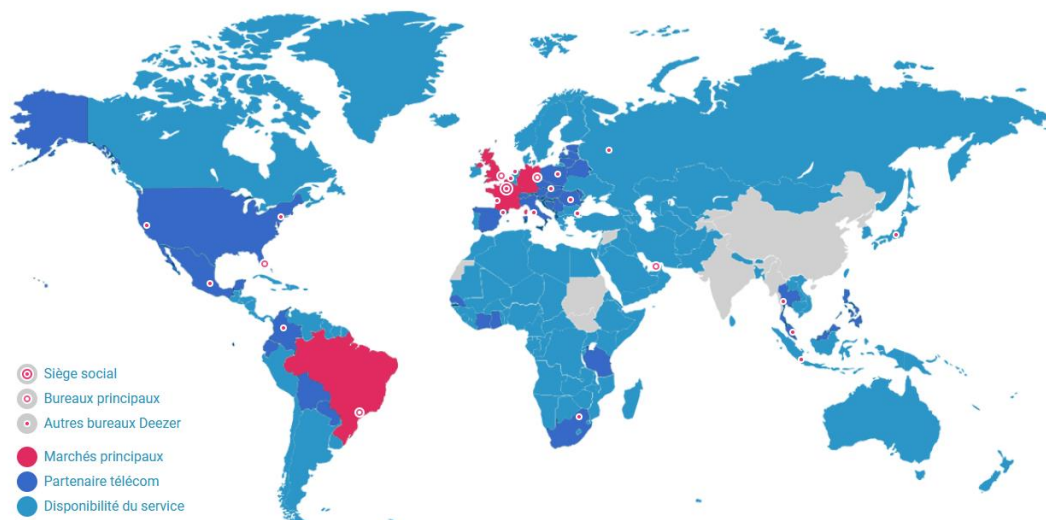 Siège social
Bureaux principaux
Autres bureaux Deezer
Marchés principaux
Partenaire télécom
Disponibilité du service